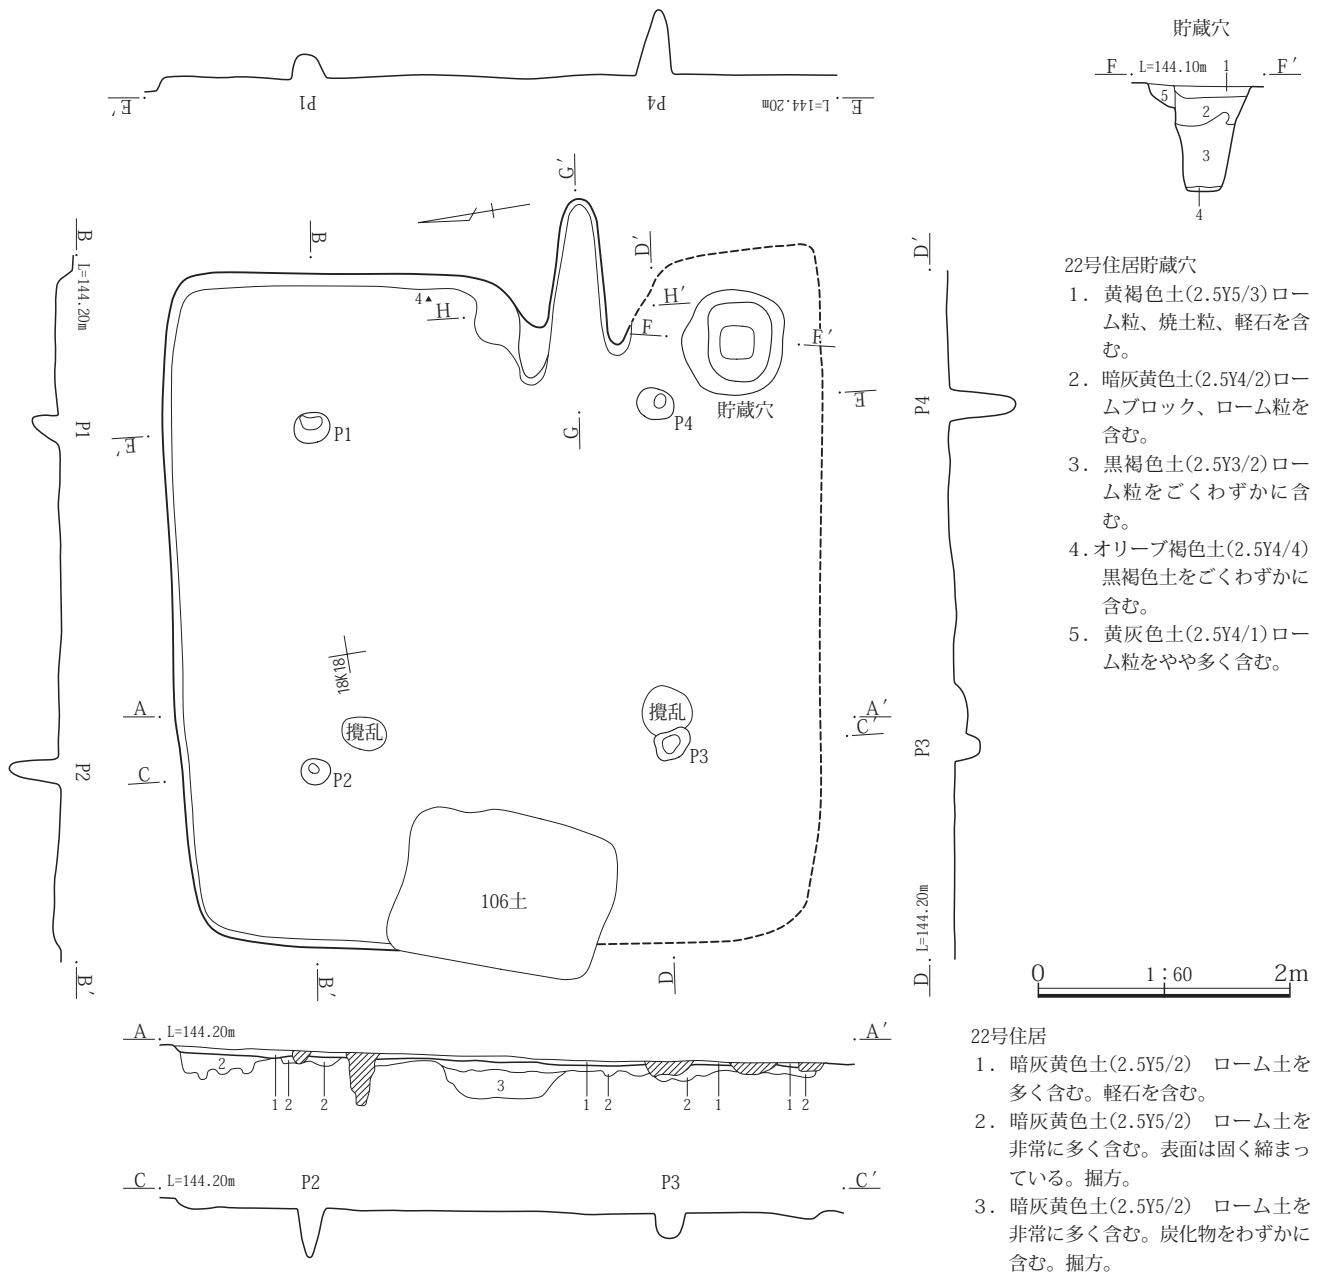 貯蔵穴
F L=144.10m 1 F′
5
2
3
4
E′ P1 P4 L=144.20m E
G′
B L=144.20m
B
D′
D′
4 H
H′
F
F′
貯蔵穴
E
P4
P4
G
P1
P1
E′
22号住居貯蔵穴
1. 黄褐色土(2.5Y5/3)ロー
ム粒、焼土粒、軽石を含
む。
2. 暗灰黄色土(2.5Y4/2)ロー
ムブロック、ローム粒を
含む。
3. 黒褐色土(2.5Y3/2)ロー
ム粒をごくわずかに含
む。
4. オリーブ褐色土(2.5Y4/4)
黒褐色土をごくわずかに
含む。
5. 黄灰色土(2.5Y4/1)ロー
ム粒をやや多く含む。
18K18
A
攪乱
攪乱
A′
C′
P3
P3
P2
C
P2
106土
L=144.20m
D
D
B′
B′
0 1:60 2m
A L=144.20m A′
2
3
1 2 2 1 2 2 1 1 2
C L=144.20m P2 P3 C′
22号住居
1. 暗灰黄色土(2.5Y5/2) ローム土を
多く含む。軽石を含む。
2. 暗灰黄色土(2.5Y5/2) ローム土を
非常に多く含む。表面は固く締まっ
ている。掘方。
3. 暗灰黄色土(2.5Y5/2) ローム土を
非常に多く含む。炭化物をわずかに
含む。掘方。